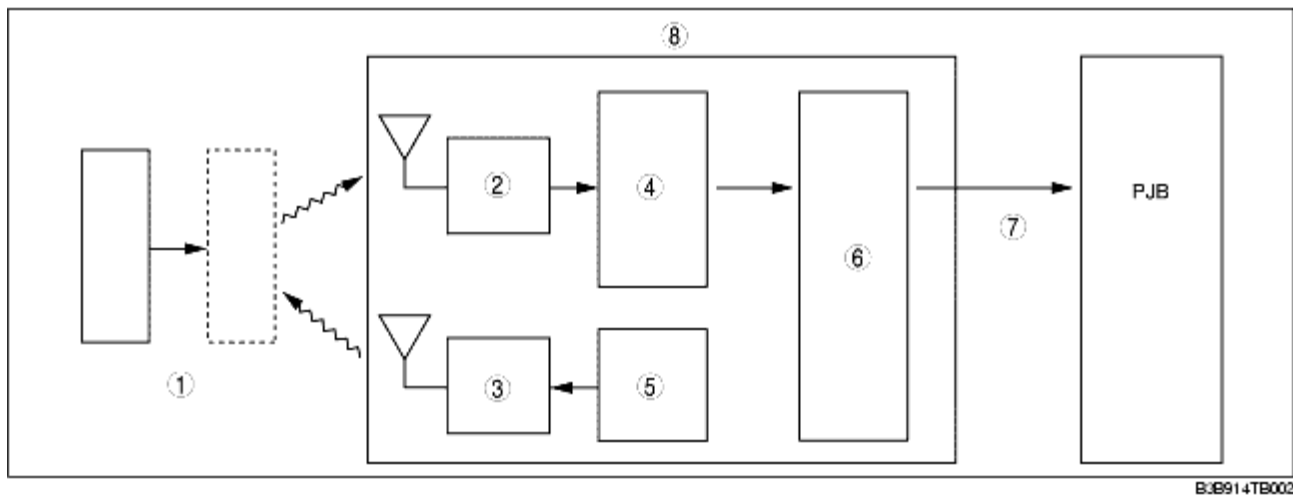 ⑧
② ④ PJB
⑦
⑥
① ③ ⑤
B3B914TB002